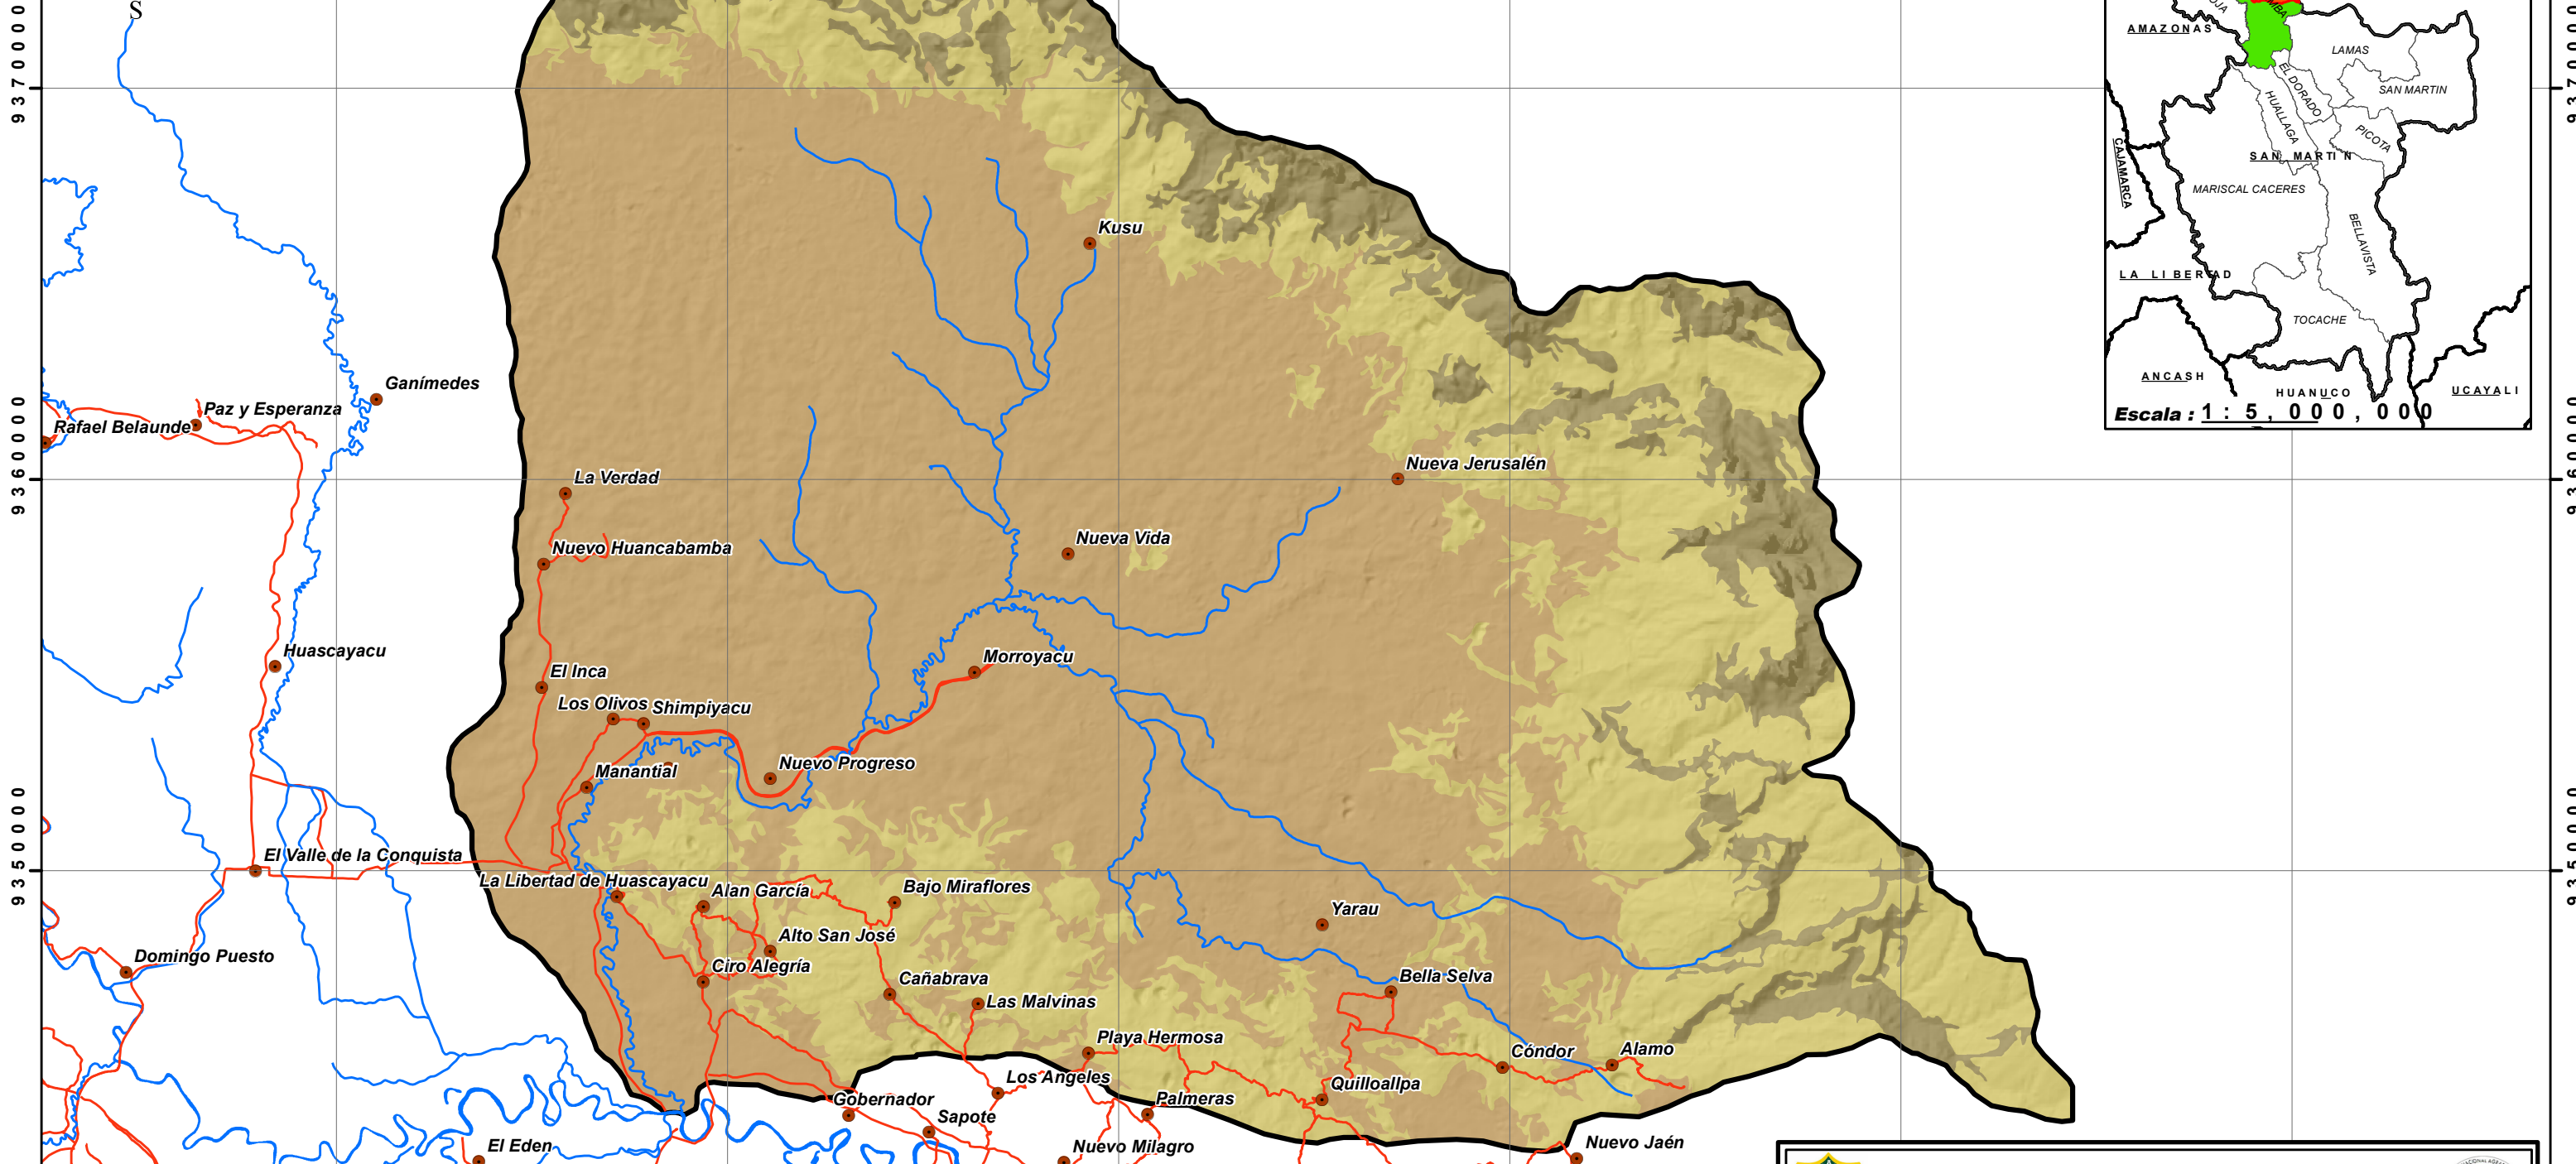 S
9370000
9360000
9350000
Kusu
Ganímedes
Paz y Esperanza
Rafael Belaunde
La Verdad
Nueva Jerusalén
Nuevo Huancabamba
Nueva Vida
Huascayacu
Morroyacu
El Inca
Los Olivos
Shimpiyacu
Manantial
Nuevo Progreso
El Valle de la Conquista
La Libertad de Huascayacu
Alan García
Bajo Miraflores
Yarau
Alto San José
Domingo Puesto
Ciro Alegría
Cañabrava
Bella Selva
Las Malvinas
Playa Hermosa
Cóndor
Alamo
Los Angeles
Quilloallpa
Gobernador
Palmeras
Sapote
El Eden
Nuevo Milagro
Nuevo Jaén
AMAZONAS
LAMAS
EL DORADO
SAN MARTIN
HUALLAGA
PICOTA
CAJAMARCA
SAN MARTIN
MARISCAL CACERES
BELLAVISTA
LA LIBERTAD
TOCACHE
ANCASH
HUANUCO
UCAYALI
Escala : 1:5,000,000
9370000
9360000
9350000